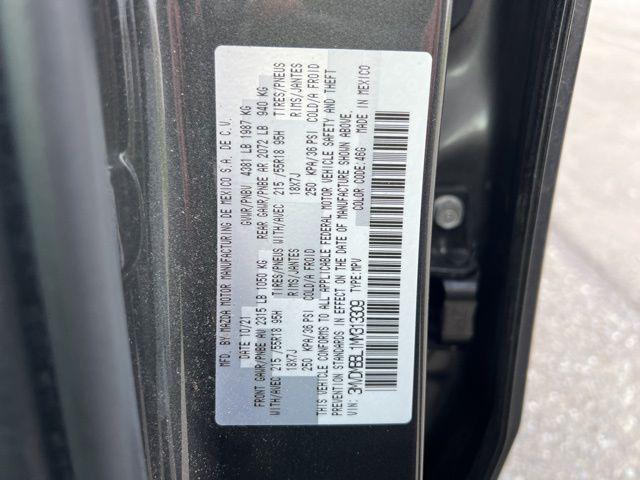 MFD. BY MAZDA MOTOR MANUFACTURING DE MEXICO S.A. DE C.V.
DATE 10/21 GVWR/PNBV 4381 LB 1987 KG
FRONT GAWR/PNBE AV 2315 LB 1050 KG REAR GAWR/PNBE AR 2072 LB 940 KG
WITH/AVEC 215/55R18 95H TIRES/PNEUS WITH/AVEC 215/55R18 95H TIRES/PNEUS
18X7J RIMS/JANTES 18X7J RIMS/JANTES
250 KPA/36 PSI COLD/A FROID 250 KPA/36 PSI COLD/A FROID
THIS VEHICLE CONFORMS TO ALL APPLICABLE FEDERAL MOTOR VEHICLE SAFETY AND THEFT
PREVENTION STANDARDS IN EFFECT ON THE DATE OF MANUFACTURE SHOWN ABOVE.
COLOR CODE:46G MADE IN MEXICO
VIN: TYPE:MPV